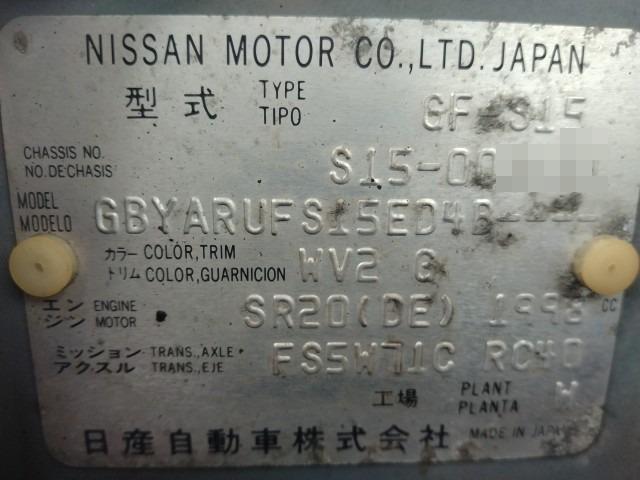 NISSAN MOTOR CO.,LTD. JAPAN
型式 TYPE TIPO GF-S15
CHASSIS NO. NO.DE:CHASIS S15-00
MODEL MODELO GBYARUFS15ED4B-----
カラー COLOR,TRIM トリム COLOR,GUARNICION WV2 G
エンジン ENGINE MOTOR SR20(DE) 1998 CC
ミッション TRANS.,AXLE アクスル TRANS.,EJE FS5W71C RC40
工場 PLANT PLANTA
日産自動車株式会社 MADE IN JAPAN